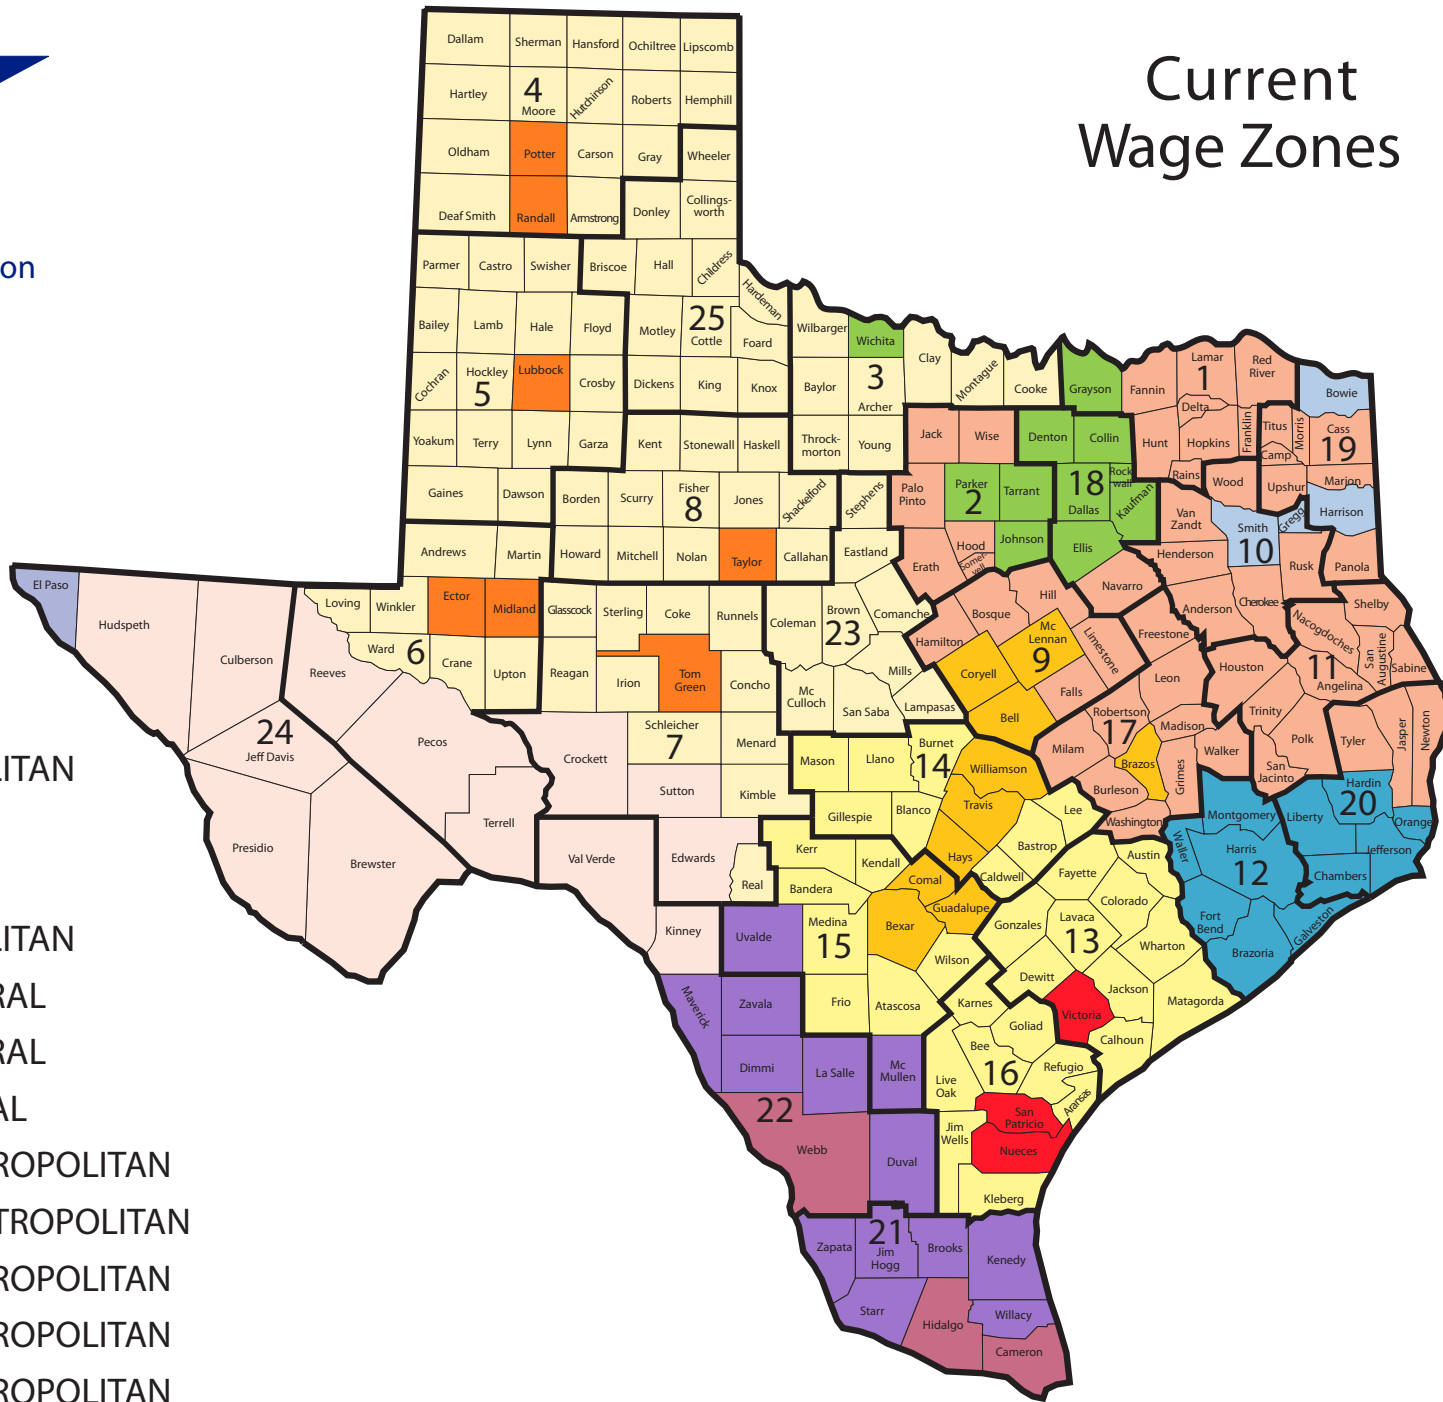 Current
Wage Zones
on
LITAN
LITAN
RAL
RAL
AL
ROPOLITAN
TROPOLITAN
ROPOLITAN
ROPOLITAN
ROPOLITAN
Dallam
Sherman
Hansford
Ochiltree
Lipscomb
Hartley
4
Moore
Hutchinson
Roberts
Hemphill
Oldham
Potter
Carson
Gray
Wheeler
Deaf Smith
Randall
Armstrong
Donley
Collings-
worth
Parmer
Castro
Swisher
Briscoe
Hall
Childress
Hardeman
Bailey
Lamb
Hale
Floyd
Motley
25
Cottle
Foard
Wilbarger
Wichita
Clay
Montague
Cooke
Grayson
Fannin
Lamar
1
Red
River
Bowie
Cochran
Hockley
5
Lubbock
Crosby
Dickens
King
Knox
Baylor
3
Archer
Delta
Yoakum
Terry
Lynn
Garza
Kent
Stonewall
Haskell
Throck-
morton
Young
Jack
Wise
Denton
Collin
Hunt
Hopkins
Franklin
Titus
Morris
Camp
Cass
19
Gaines
Dawson
Borden
Scurry
Fisher
8
Jones
Shackelford
Stephens
Palo
Pinto
Parker
2
Tarrant
18
Dallas
Rock
wall
Kaufman
Rains
Wood
Upshur
Marion
Van
Zandt
Smith
10
Gregg
Harrison
Andrews
Martin
Howard
Mitchell
Nolan
Taylor
Callahan
Eastland
Erath
Hood
Somer-
vell
Johnson
Ellis
Henderson
Rusk
Panola
El Paso
Hudspeth
Culberson
Loving
Winkler
Ector
Midland
Glasscock
Sterling
Coke
Runnels
Coleman
Brown
23
Comanche
Bosque
Hill
Navarro
Anderson
Cherokee
Shelby
Nacogdoches
San
Augustine
Sabine
Reeves
Ward
6
Crane
Upton
Reagan
Irion
Tom
Green
Concho
Mc
Culloch
San Saba
Mills
Lampasas
Hamilton
Coryell
Mc
Lennan
9
Limestone
Freestone
Falls
Bell
Leon
Houston
11
Angelina
24
Jeff Davis
Pecos
Crockett
Schleicher
7
Menard
Sutton
Kimble
Mason
Llano
Burnet
14
Williamson
Milam
Robertson
17
Brazos
Madison
Grimes
Walker
Trinity
Polk
San
Jacinto
Tyler
Jasper
Newton
Presidio
Brewster
Terrell
Val Verde
Edwards
Real
Kerr
Gillespie
Blanco
Kendall
Bandera
Travis
Hays
Lee
Bastrop
Caldwell
Burleson
Washington
Austin
Fayette
Waller
Montgomery
Harris
12
Liberty
Hardin
20
Orange
Jefferson
Chambers
Kinney
Uvalde
Medina
15
Comal
Guadalupe
Bexar
Wilson
Gonzales
Lavaca
13
Colorado
Wharton
Fort
Bend
Brazoria
Galveston
Maverick
Zavala
Frio
Atascosa
Karnes
Dewitt
Victoria
Jackson
Matagorda
Calhoun
Goliad
Dimmi
La Salle
Mc
Mullen
Live
Oak
Bee
16
Refugio
Aransas
22
Webb
Duval
Jim
Wells
San
Patricio
Nueces
Kleberg
Zapata
21
Jim
Hogg
Brooks
Kenedy
Starr
Hidalgo
Willacy
Cameron